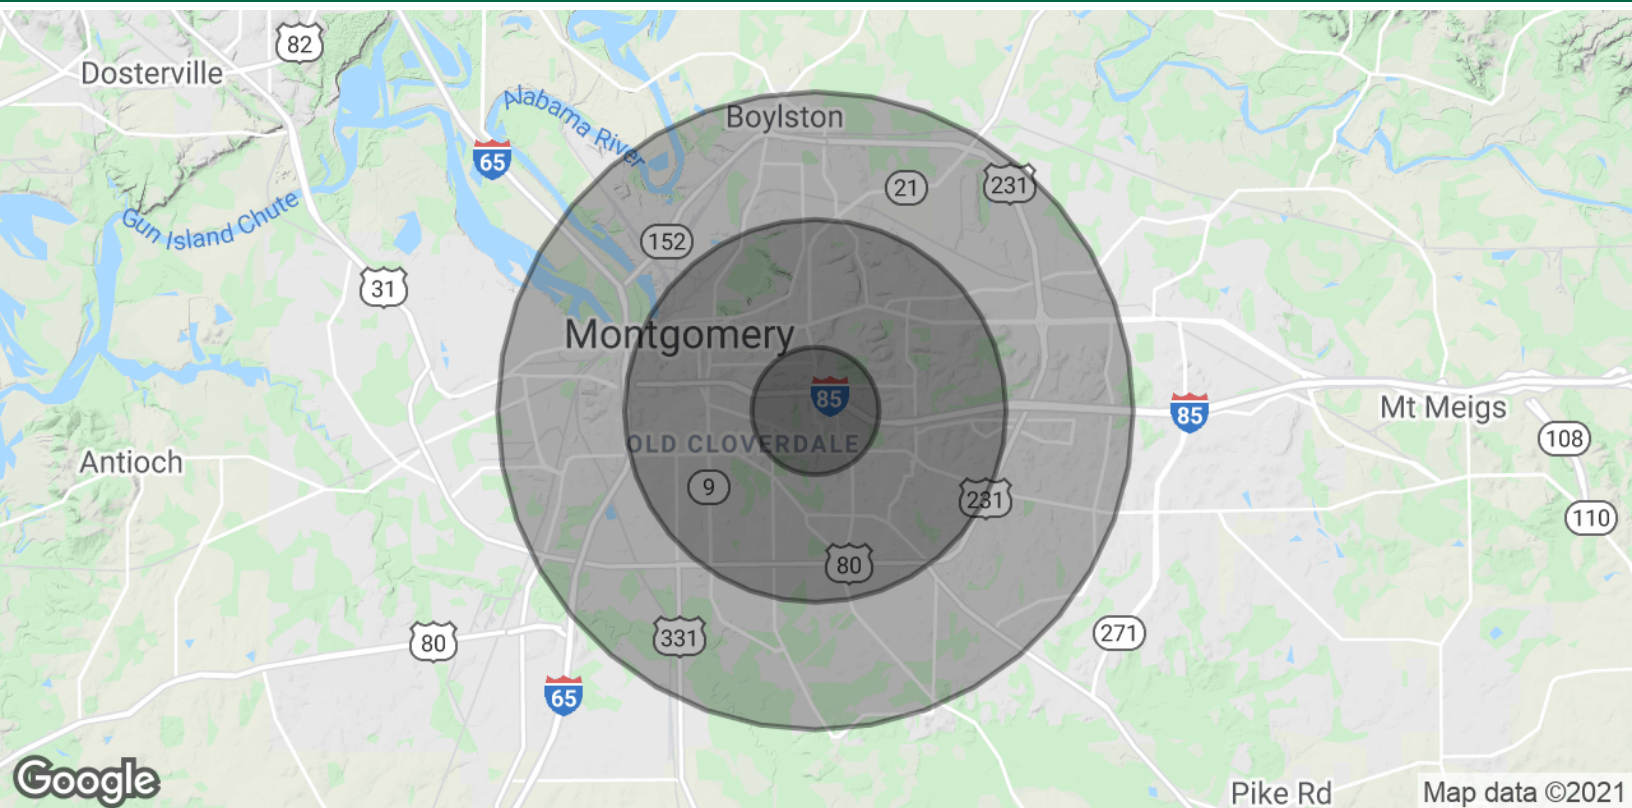 82
Dosterville
Alabama River
Boylston
65
21
231
Gun Island Chute
152
31
Montgomery
85
85
Mt Meigs
108
OLD CLOVERDALE
Antioch
9
231
110
80
331
271
80
65
Google
Pike Rd
Map data ©2021